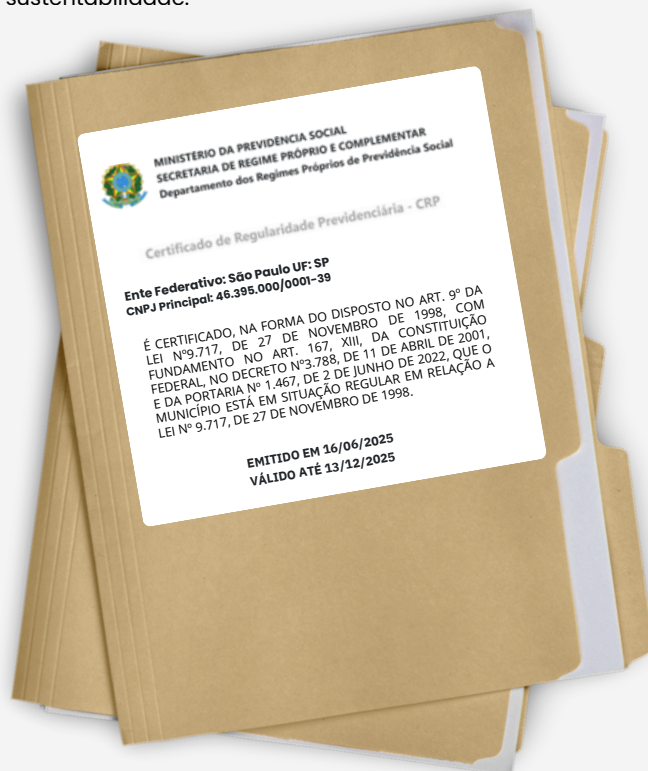 sustentabilidade.
MINISTÉRIO DA PREVIDENCIA SOCIAL
SECRETARIA DE REGIME PRÓPRIO E COMPLEMENTAR
Departamento dos Regimes Próprios de Previdência Social
Certificado de Regularidade Previdenciária - CRP
Ente Federativo: São Paulo UF: SP
CNPJ Principal: 46.395.000/0001-39
É CERTIFICADO, NA FORMA DO DISPOSTO NO ART. 9º DA
LEI Nº9.717, DE 27 DE NOVEMBRO DE 1998, COM
FUNDAMENTO NO ART. 167, XIII, DA CONSTITUIÇÃO
FEDERAL, NO DECRETO Nº3.788, DE 11 DE ABRIL DE 2001,
E DA PORTARIA Nº 1.467, DE 2 DE JUNHO DE 2022, QUE O
MUNICÍPIO ESTÁ EM SITUAÇÃO REGULAR EM RELAÇÃO A
LEI Nº 9.717, DE 27 DE NOVEMBRO DE 1998.
EMITIDO EM 16/06/2025
VÁLIDO ATÉ 13/12/2025